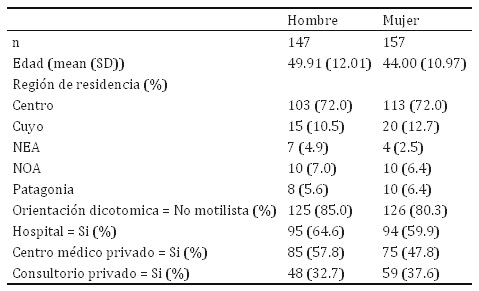 Hombre Mujer
n 147 157
Edad (mean (SD)) 49.91 (12.01) 44.00 (10.97)
Región de residencia (%)
Centro 103 (72.0) 113 (72.0)
Cuyo 15 (10.5) 20 (12.7)
NEA 7 (4.9) 4 (2.5)
NOA 10 (7.0) 10 (6.4)
Patagonia 8 (5.6) 10 (6.4)
Orientación dicotomica = No motilista (%) 125 (85.0) 126 (80.3)
Hospital = Si (%) 95 (64.6) 94 (59.9)
Centro médico privado = Si (%) 85 (57.8) 75 (47.8)
Consultorio privado = Si (%) 48 (32.7) 59 (37.6)